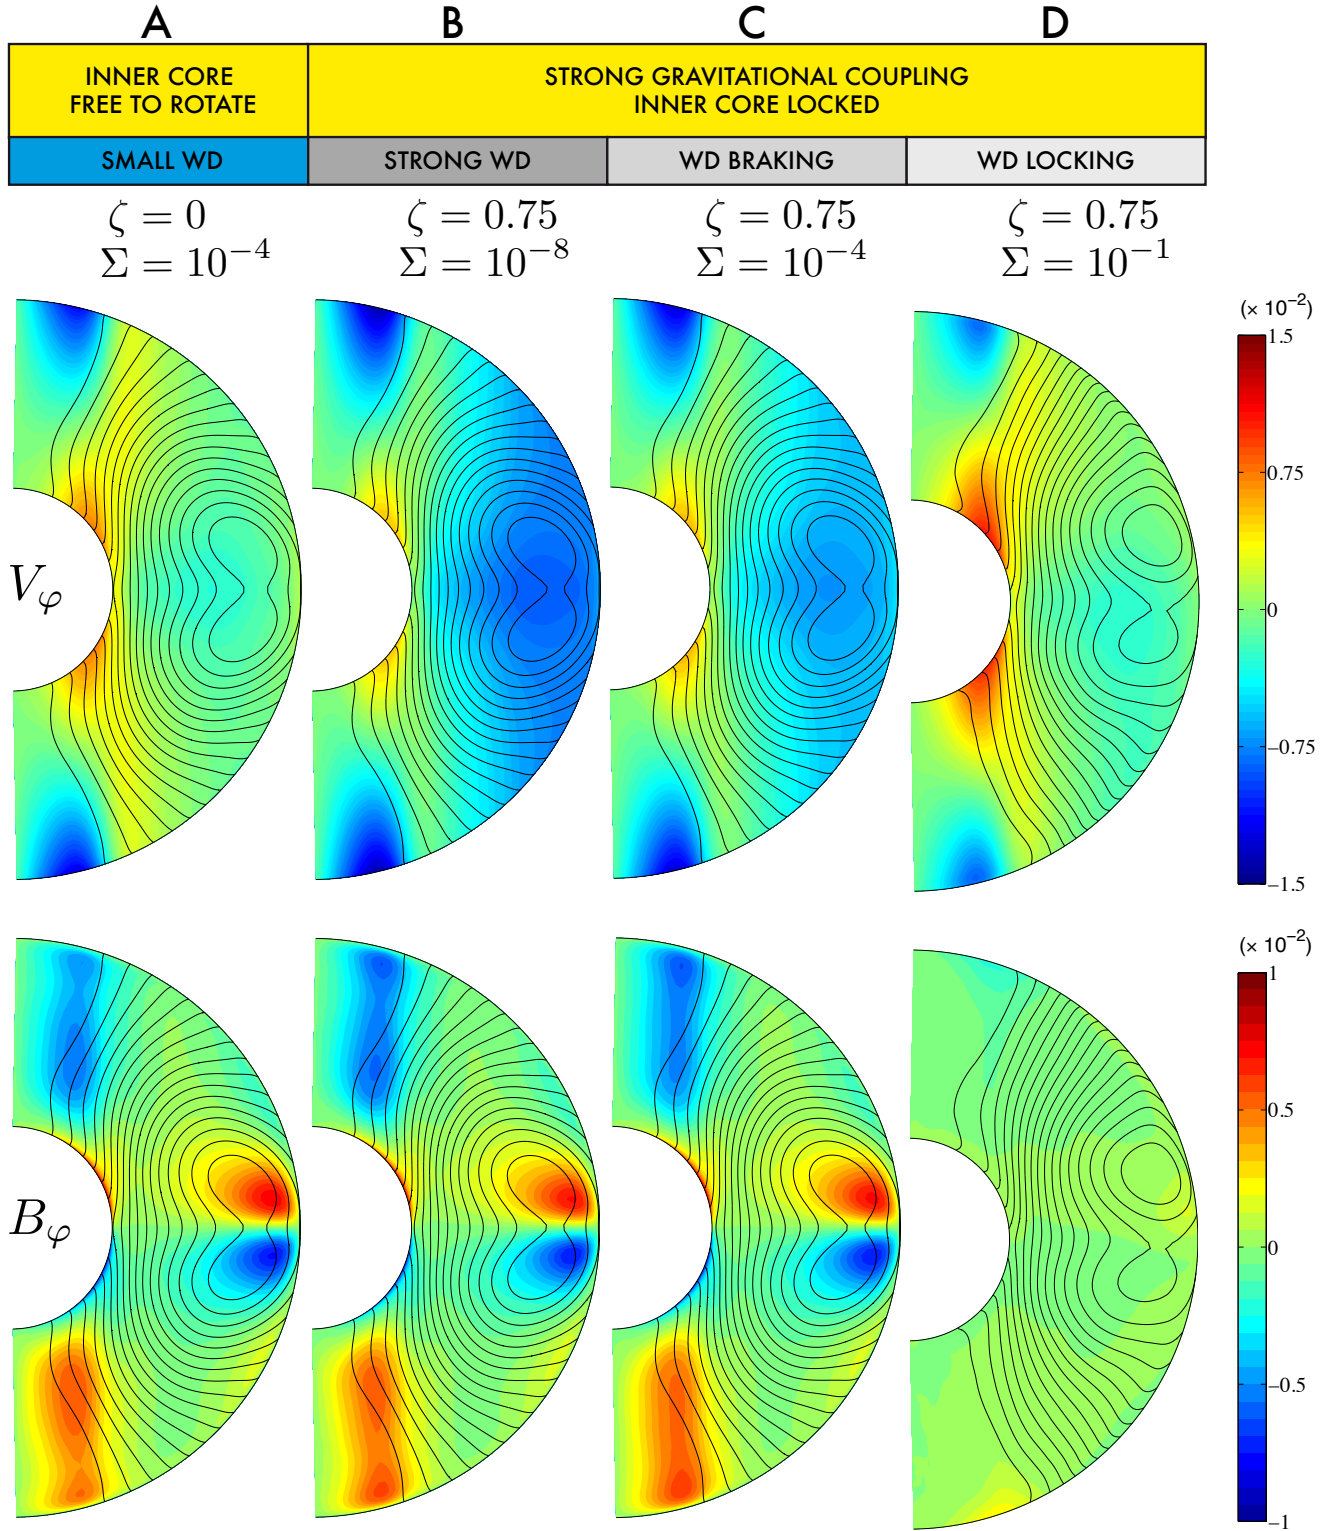 A B C D
INNER CORE
FREE TO ROTATE
STRONG GRAVITATIONAL COUPLING
INNER CORE LOCKED
SMALL WD STRONG WD WD BRAKING WD LOCKING
ζ = 0 ζ = 0.75 ζ = 0.75 ζ = 0.75
Σ = 10⁻⁴ Σ = 10⁻⁸ Σ = 10⁻⁴ Σ = 10⁻¹
(× 10⁻²)
1.5
0.75
V_φ
0
−0.75
−1.5
(× 10⁻²)
1
0.5
B_φ
0
−0.5
−1